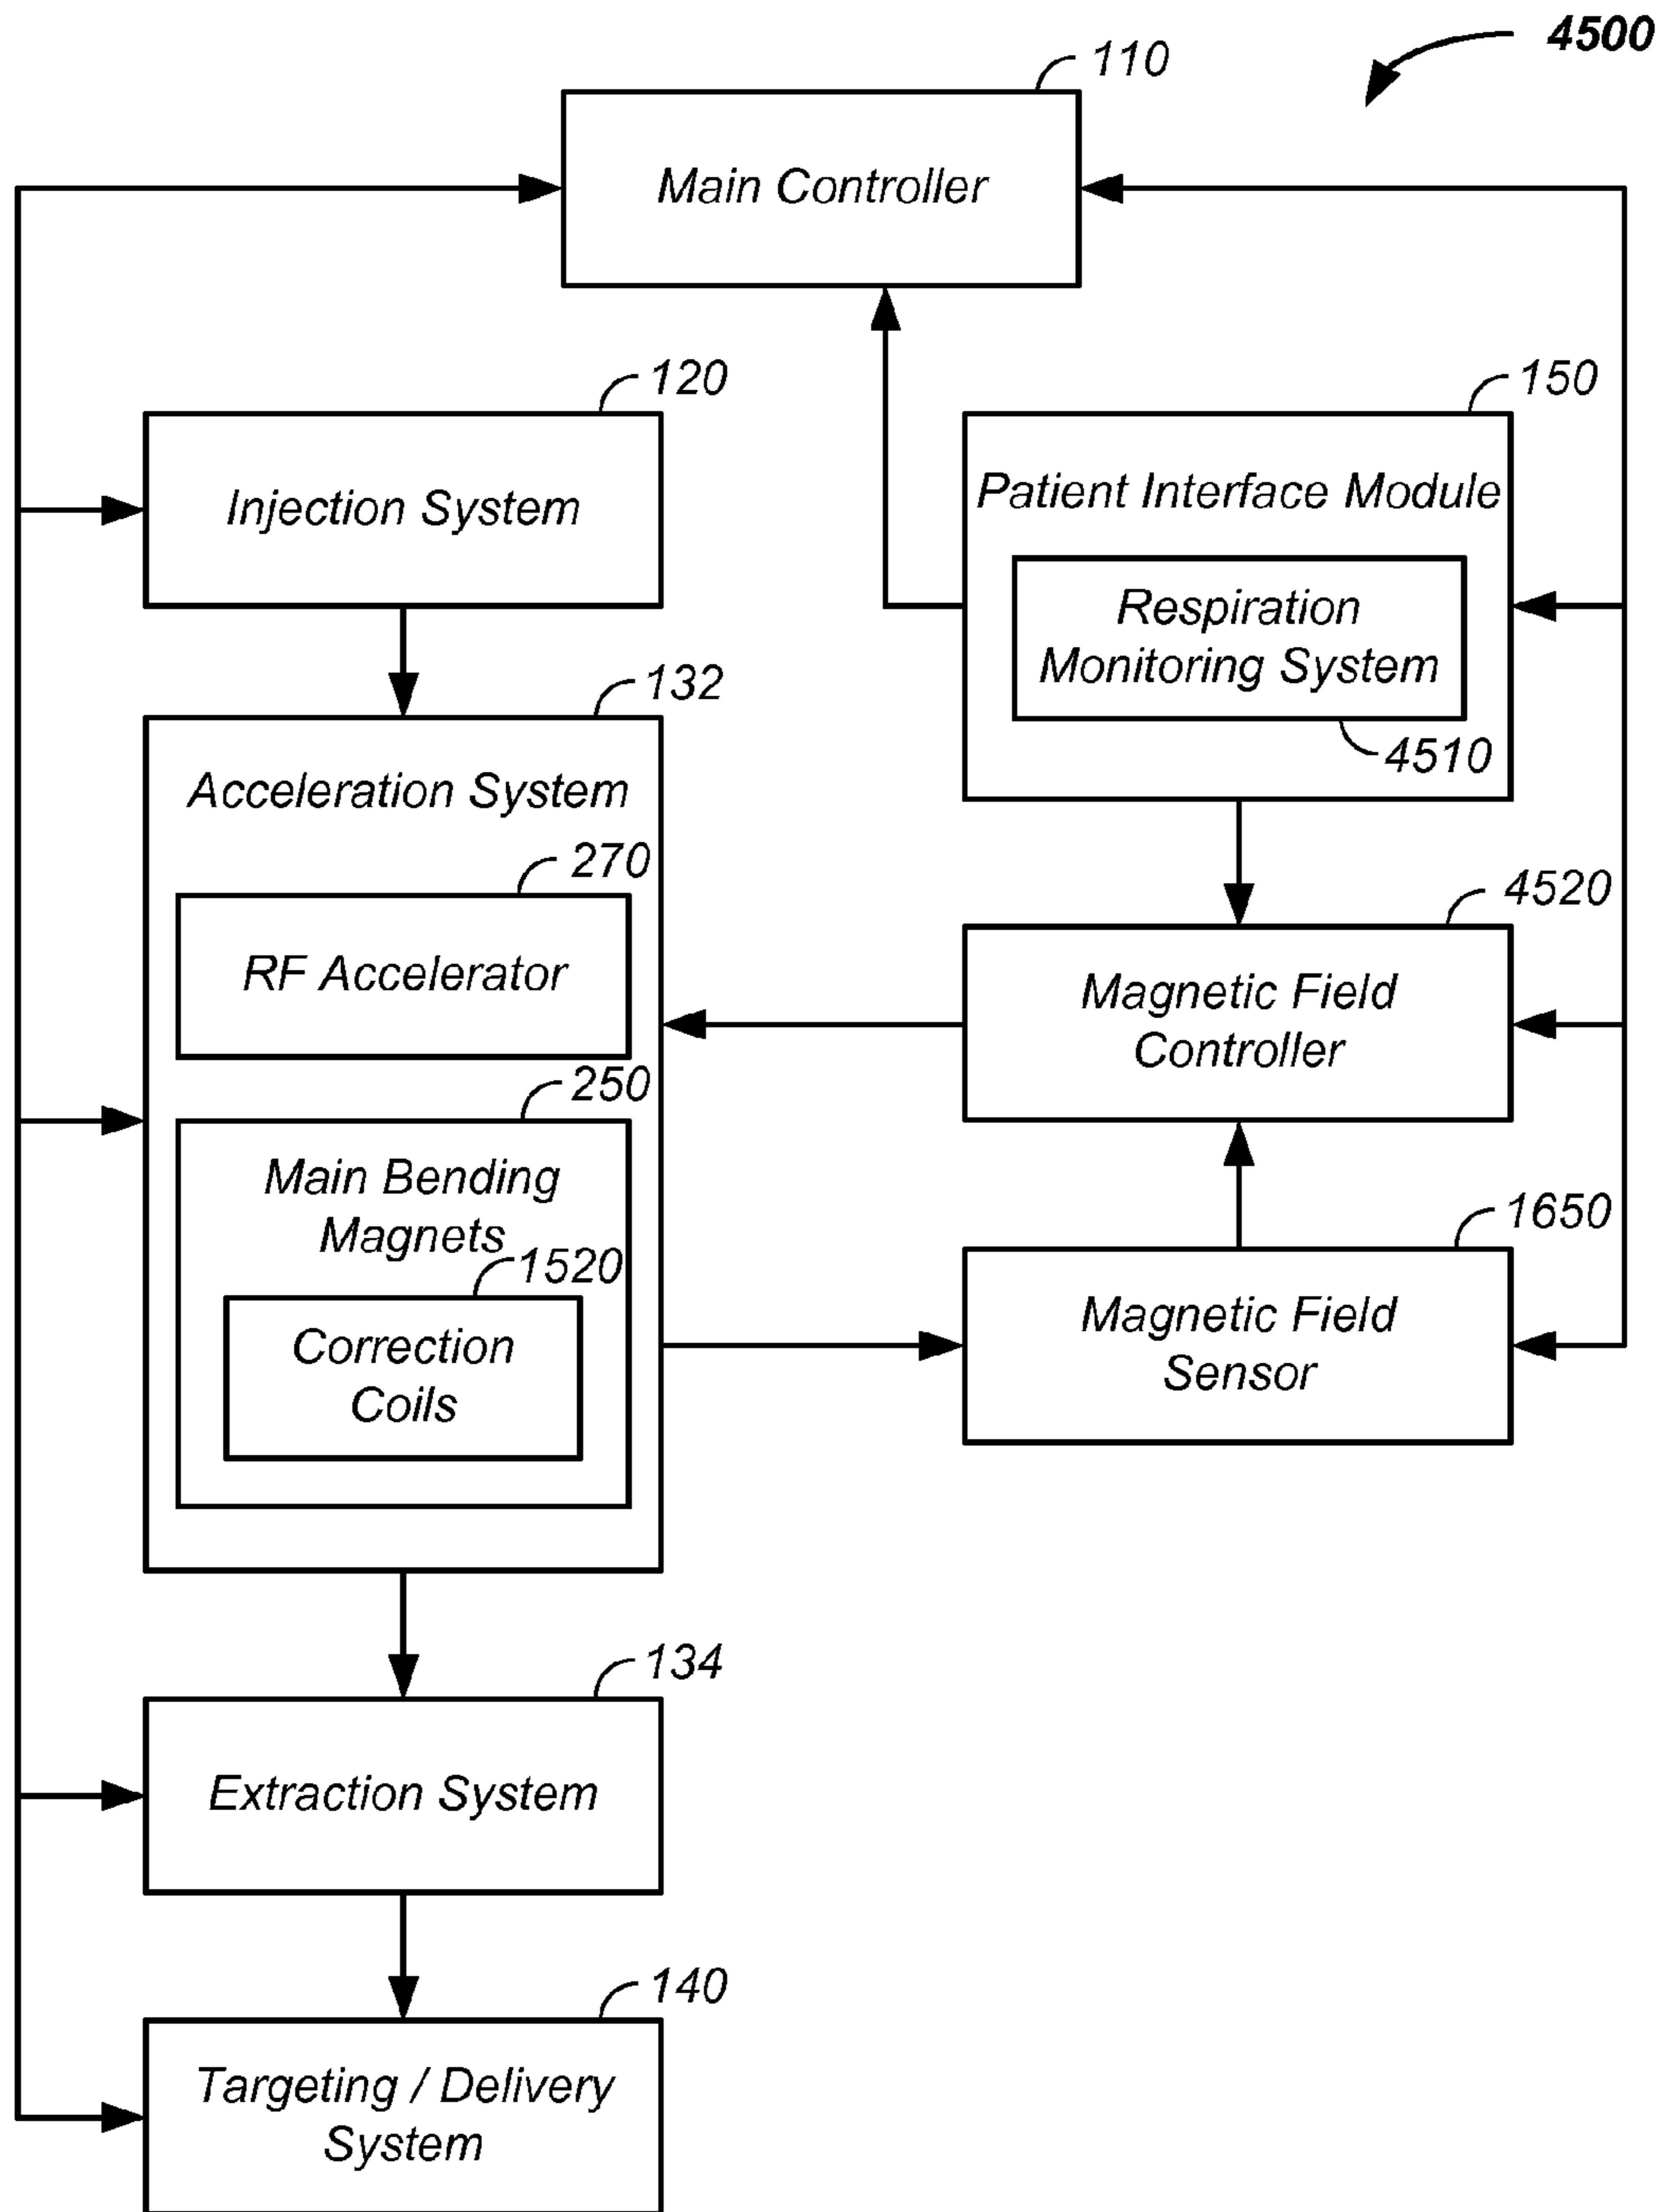 4500
110
Main Controller
120
Injection System
150
Patient Interface Module
Respiration
Monitoring System
4510
132
Acceleration System
270
RF Accelerator
250
Main Bending
Magnets
1520
Correction
Coils
4520
Magnetic Field
Controller
1650
Magnetic Field
Sensor
134
Extraction System
140
Targeting / Delivery
System